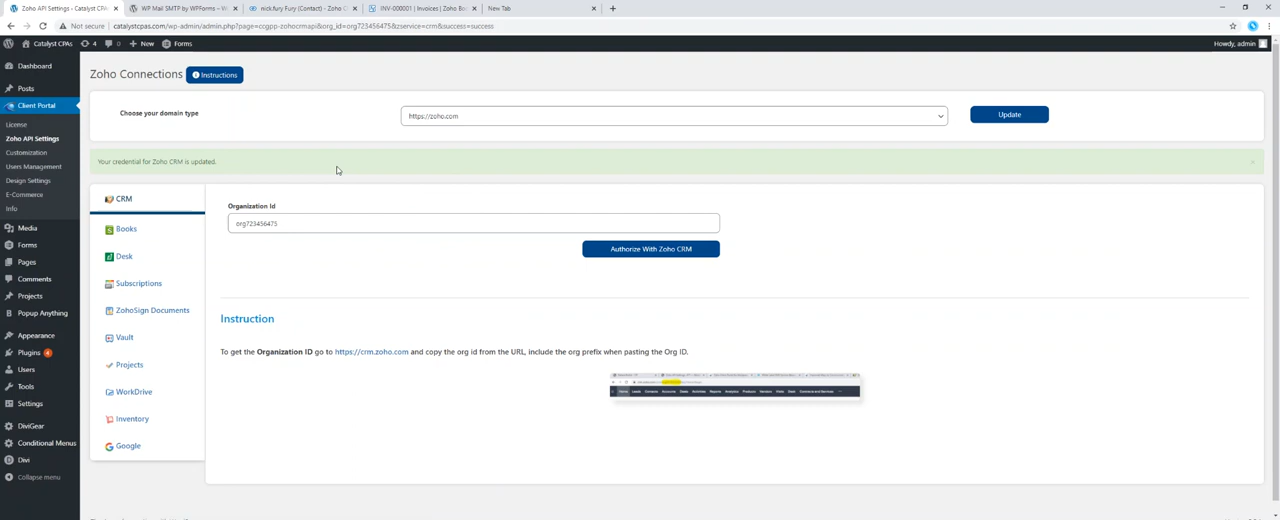 Zoho API Settings - Catalyst CPAs
WP Mail SMTP by WPForms – W
nick.fury Fury (Contact) - Zoho C
INV-000001 | Invoices | Zoho Boo
New Tab
Not secure
catalystcpas.com/wp-admin/admin.php?page=ccgpp-zohocrmapi&org_id=org723456475&zservice=crm&success=success
Catalyst CPAs
4
0
New
Forms
Howdy, admin
Dashboard
Posts
Client Portal
License
Zoho API Settings
Customization
Users Management
Design Settings
E-Commerce
Info
Media
Forms
Pages
Comments
Projects
Popup Anything
Appearance
Plugins 4
Users
Tools
Settings
DiviGear
Conditional Menus
Divi
Collapse menu
Zoho Connections
Instructions
Choose your domain type
https://zoho.com
Update
Your credential for Zoho CRM is updated.
CRM
Books
Desk
Subscriptions
ZohoSign Documents
Vault
Projects
WorkDrive
Inventory
Google
Organization Id
org723456475
Authorize With Zoho CRM
Instruction
To get the Organization ID go to https://crm.zoho.com and copy the org id from the URL, include the org prefix when pasting the Org ID.